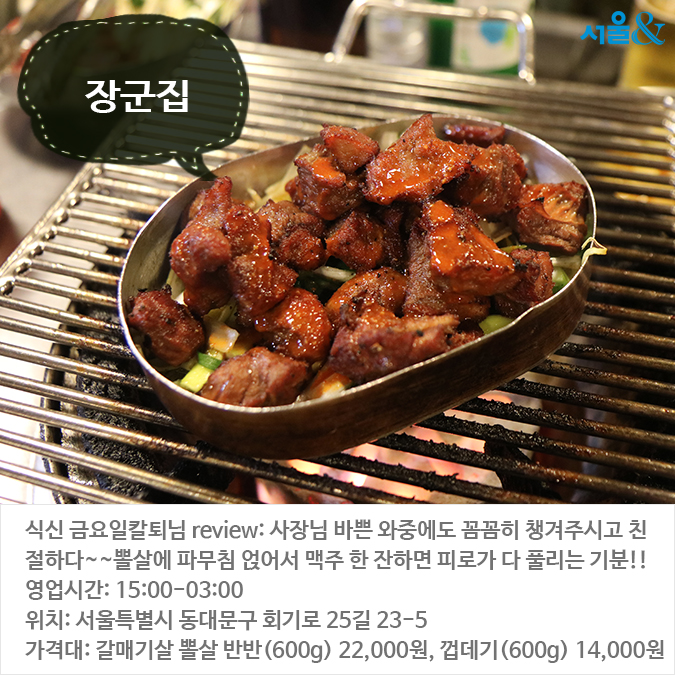 서울&
장군집
식신 금요일칼퇴님 review: 사장님 바쁜 와중에도 꼼꼼히 챙겨주시고 친
절하다~~뽈살에 파무침 얹어서 맥주 한 잔하면 피로가 다 풀리는 기분!!
영업시간: 15:00-03:00
위치: 서울특별시 동대문구 회기로 25길 23-5
가격대: 갈매기살 뽈살 반반(600g) 22,000원, 껍데기(600g) 14,000원